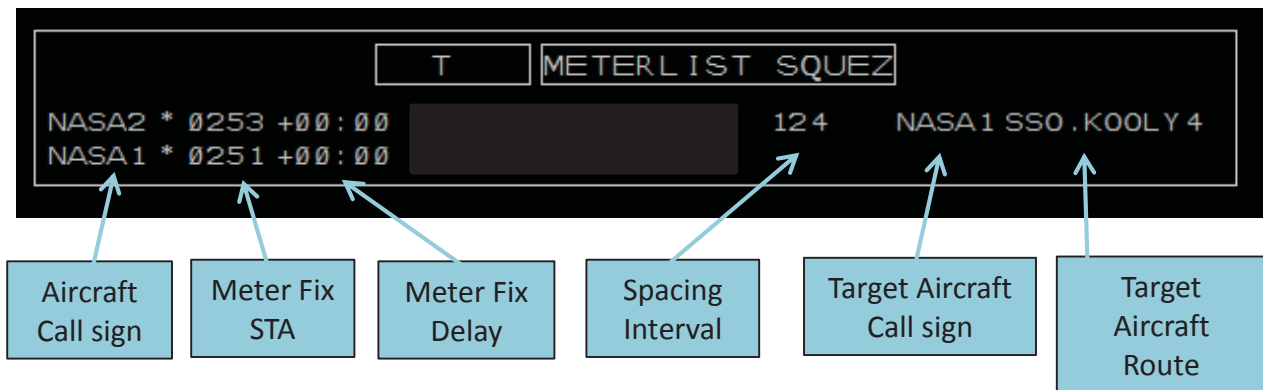 T METERLIST SQUEZ
NASA2 * 0253 +00:00 124 NASA1 SSO.KOOLY4
NASA1 * 0251 +00:00
Aircraft
Call sign
Meter Fix
STA
Meter Fix
Delay
Spacing
Interval
Target Aircraft
Call sign
Target
Aircraft
Route